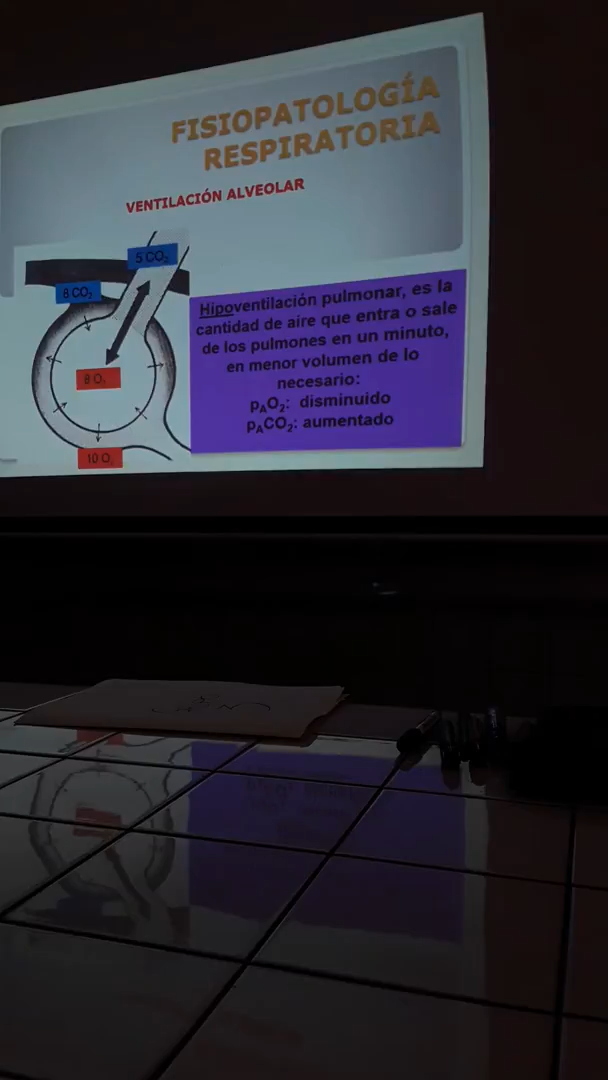 FISIOPATOLOGÍA
RESPIRATORIA
VENTILACIÓN ALVEOLAR
5 CO₂
8 CO₂
8 O₂
10 O₂
Hipoventilación pulmonar, es la
cantidad de aire que entra o sale
de los pulmones en un minuto,
en menor volumen de lo
necesario:
pAO₂: disminuido
pACO₂: aumentado